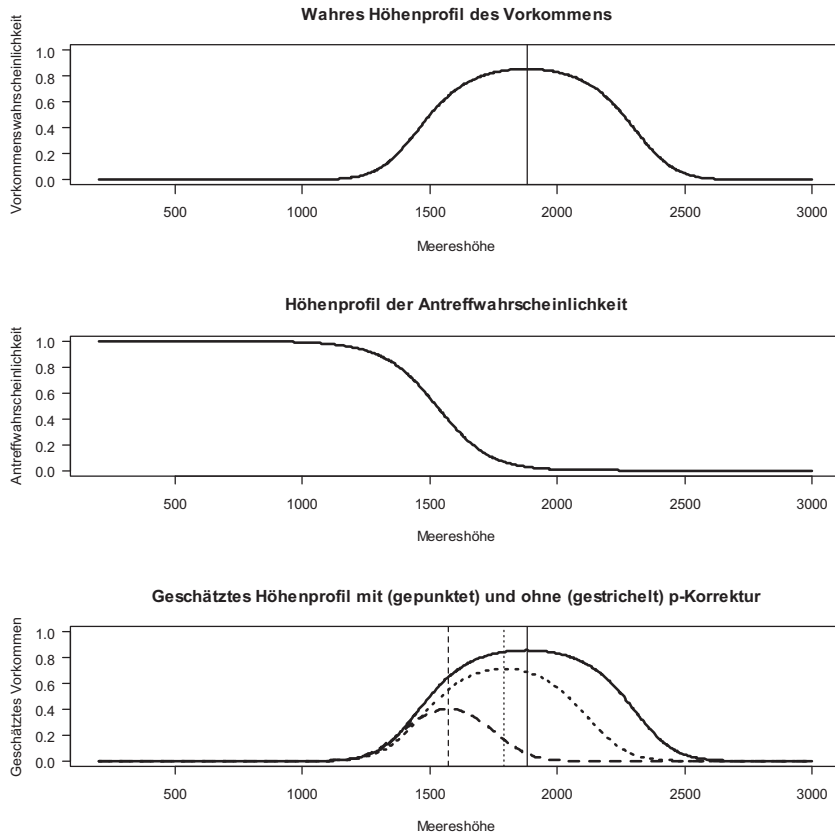 Wahres Höhenprofil des Vorkommens
Vorkommenswahrscheinlichkeit
1.0
0.8
0.6
0.4
0.2
0.0
500 1000 1500 2000 2500 3000
Meereshöhe
Höhenprofil der Antreffwahrscheinlichkeit
Antreffwahrscheinlichkeit
1.0
0.8
0.6
0.4
0.2
0.0
500 1000 1500 2000 2500 3000
Meereshöhe
Geschätztes Höhenprofil mit (gepunktet) und ohne (gestrichelt) p-Korrektur
Geschätztes Vorkommen
1.0
0.8
0.6
0.4
0.2
0.0
500 1000 1500 2000 2500 3000
Meereshöhe